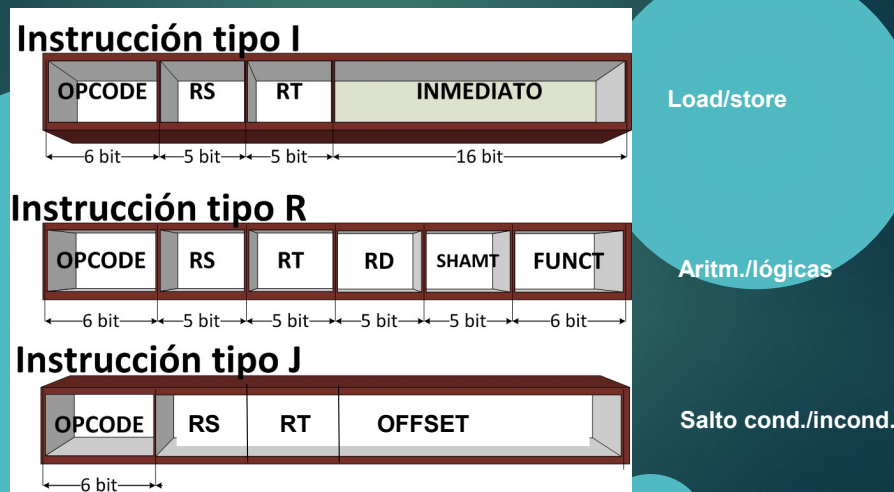 Instrucción tipo I
OPCODE RS RT INMEDIATO
Load/store
6 bit 5 bit 5 bit 16 bit
Instrucción tipo R
OPCODE RS RT RD SHAMT FUNCT
Aritm./lógicas
6 bit 5 bit 5 bit 5 bit 5 bit 6 bit
Instrucción tipo J
OPCODE RS RT OFFSET
Salto cond./incond.
6 bit